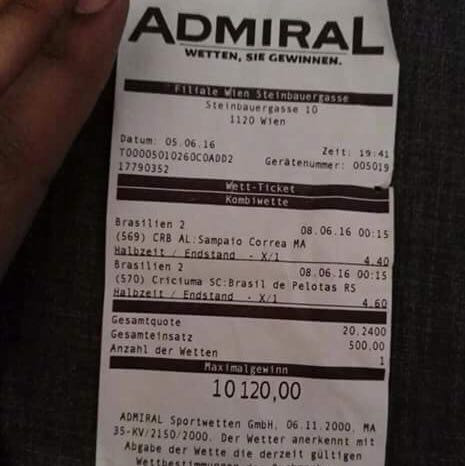 ADMIRAL
WETTEN, SIE GEWINNEN.
Filiale Wien Steinbauergasse
Steinbauergasse 10
1120 Wien
Datum: 05.06.16 Zeit: 19:41
T00005010260C0ADD2 Gerätenummer: 005019
17790352
Wett-Ticket
Kombiwette
Brasilien 2 08.06.16 00:15
(569) CRB AL:Sampaio Correa MA
Halbzeit / Endstand - X/1 4.40
Brasilien 2 08.06.16 00:15
(570) Criciuma SC:Brasil de Pelotas RS
Halbzeit / Endstand - X/1 4.60
Gesamtquote 20.2400
Gesamteinsatz 500.00
Anzahl der Wetten 1
Maximalgewinn
10 120,00
ADMIRAL Sportwetten GmbH, 06.11.2000, MA
35-KV/2150/2000. Der Wetter anerkennt mit
Abgabe der Wette die derzeit gültigen